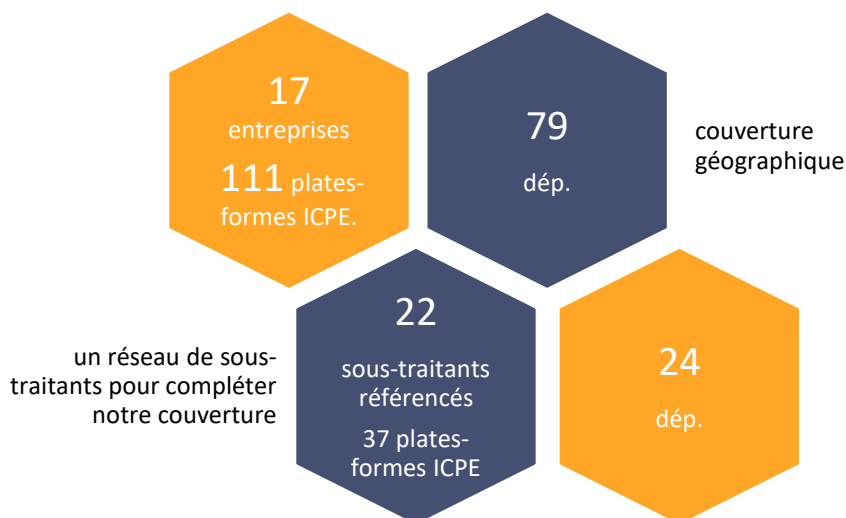 17
entreprises
111 plates-
formes ICPE.
79
dép.
couverture
géographique
un réseau de sous-
traitants pour compléter
notre couverture
22
sous-traitants
référencés
37 plates-
formes ICPE
24
dép.